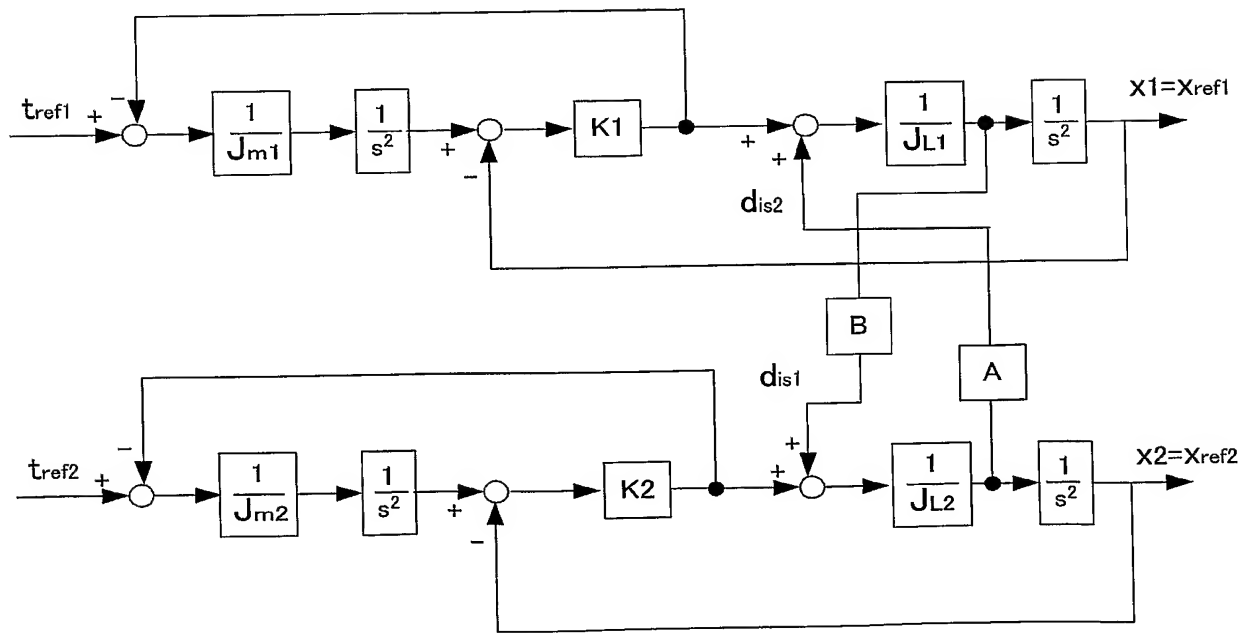 −
tref1
+
1
Jm1
1
s²
+
−
K1
+
+
1
JL1
1
s²
x1=xref1
dis2
B
A
dis1
−
tref2
+
1
Jm2
1
s²
+
−
K2
+
+
1
JL2
1
s²
x2=xref2